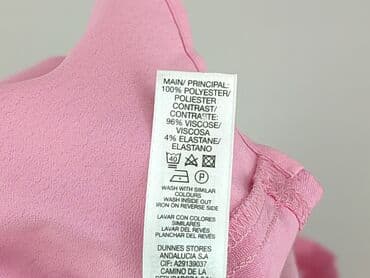 MAIN/ PRINCIPAL:
100% POLYESTER/
POLIESTER
CONTRAST/
CONTRASTE:
96% VISCOSE/
VISCOSA
4% ELASTANE/
ELASTANO
40
P
WASH WITH SIMILAR
COLOURS
WASH INSIDE OUT
IRON ON REVERSE SIDE
LAVAR CON COLORES
SIMILARES
LAVAR DEL REVÉS
PLANCHAR DEL REVÉS
DUNNES STORES
ANDALUCIA S.A
CIF: A29139037
CAMINO DE LA